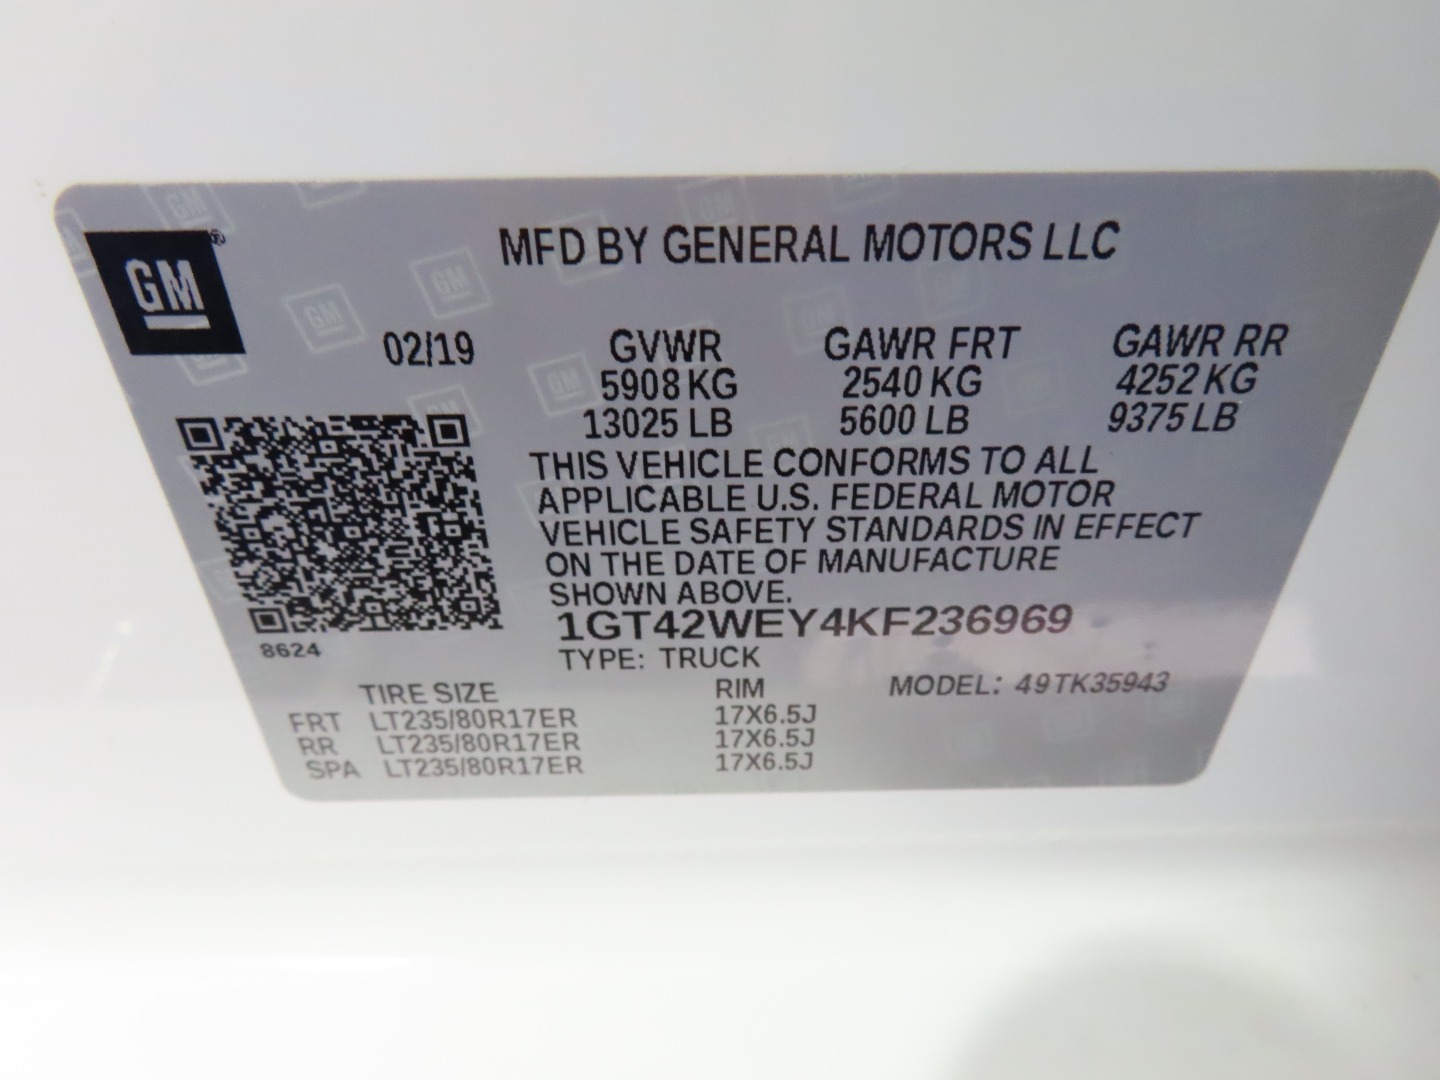 GM
MFD BY GENERAL MOTORS LLC
02/19 GVWR GAWR FRT GAWR RR
5908 KG 2540 KG 4252 KG
13025 LB 5600 LB 9375 LB
THIS VEHICLE CONFORMS TO ALL
APPLICABLE U.S. FEDERAL MOTOR
VEHICLE SAFETY STANDARDS IN EFFECT
ON THE DATE OF MANUFACTURE
SHOWN ABOVE.
1GT42WEY4KF236969
8624
TYPE: TRUCK
TIRE SIZE RIM MODEL: 49TK35943
FRT LT235/80R17ER 17X6.5J
RR LT235/80R17ER 17X6.5J
SPA LT235/80R17ER 17X6.5J